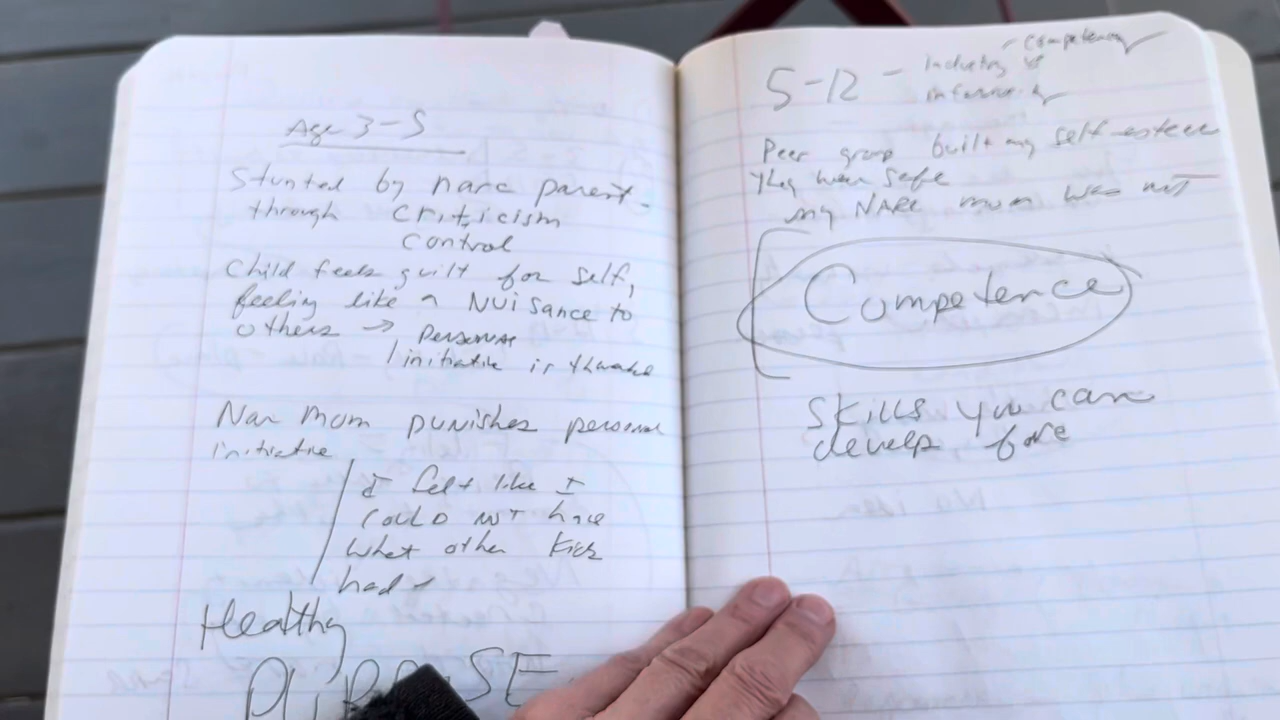 Age 3-5
Stunted by narc parent-
through criticism
control
Child feels guilt for self,
feeling like a NUISance to
others → Personal
initiative is
Nar Mom punishes personal
initiative
I felt like I
COULD NOT have
what other kids
had
Healthy
PURPOSE
5-12 - industry vs competency
inferiority
Peer group built my self esteem
They were safe
my NARC mum was not
Competence
Skills you can
develop